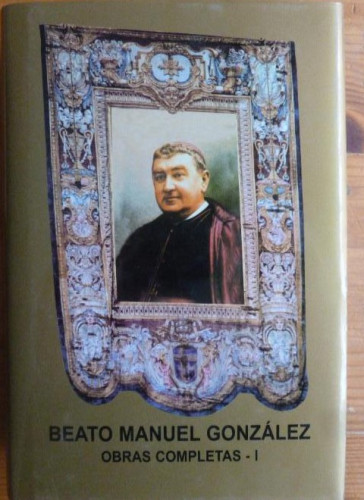 BEATO MANUEL GONZÁLEZ
OBRAS COMPLETAS - I